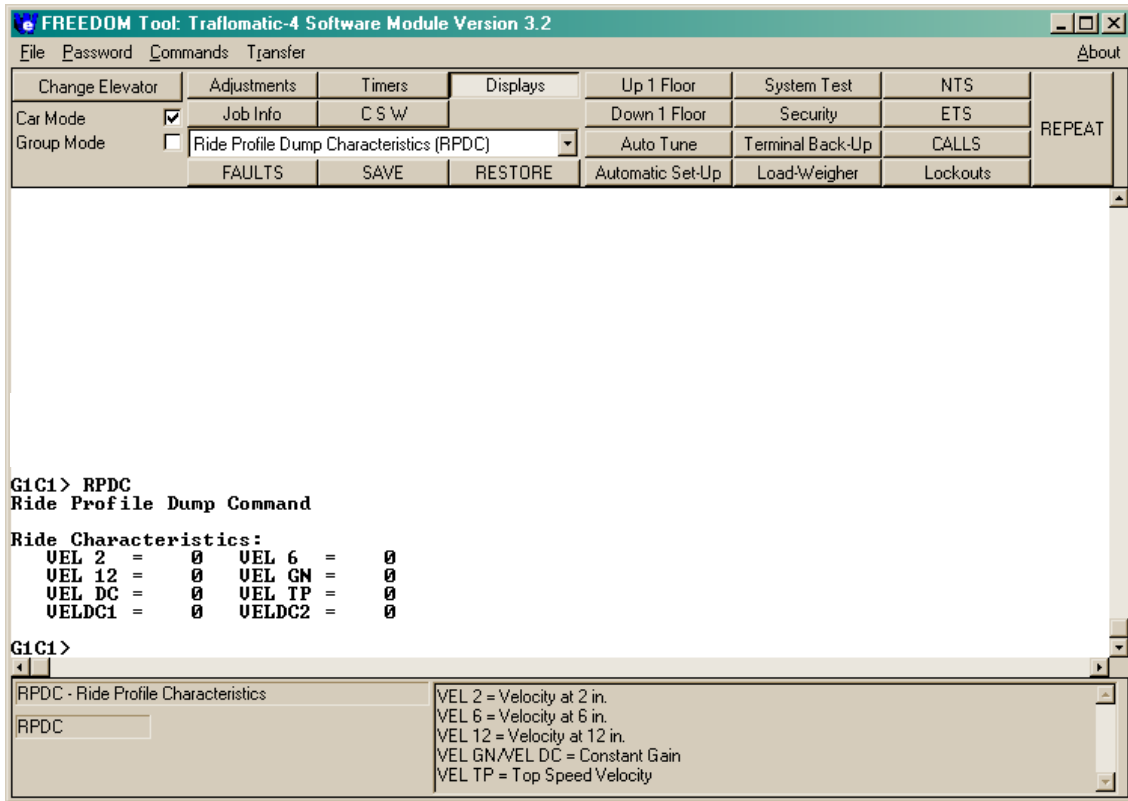 FREEDOM Tool: Traflomatic-4 Software Module Version 3.2
File Password Commands Transfer About
Change Elevator Adjustments Timers Displays Up 1 Floor System Test NTS
Car Mode Job Info C S W Down 1 Floor Security ETS
REPEAT
Group Mode Ride Profile Dump Characteristics (RPDC) Auto Tune Terminal Back-Up CALLS
FAULTS SAVE RESTORE Automatic Set-Up Load-Weigher Lockouts
G1C1> RPDC
Ride Profile Dump Command
Ride Characteristics:
VEL 2 = 0 VEL 6 = 0
VEL 12 = 0 VEL GN = 0
VEL DC = 0 VEL TP = 0
VELDC1 = 0 VELDC2 = 0
G1C1>
RPDC - Ride Profile Characteristics
RPDC
VEL 2 = Velocity at 2 in.
VEL 6 = Velocity at 6 in.
VEL 12 = Velocity at 12 in.
VEL GN/VEL DC = Constant Gain
VEL TP = Top Speed Velocity